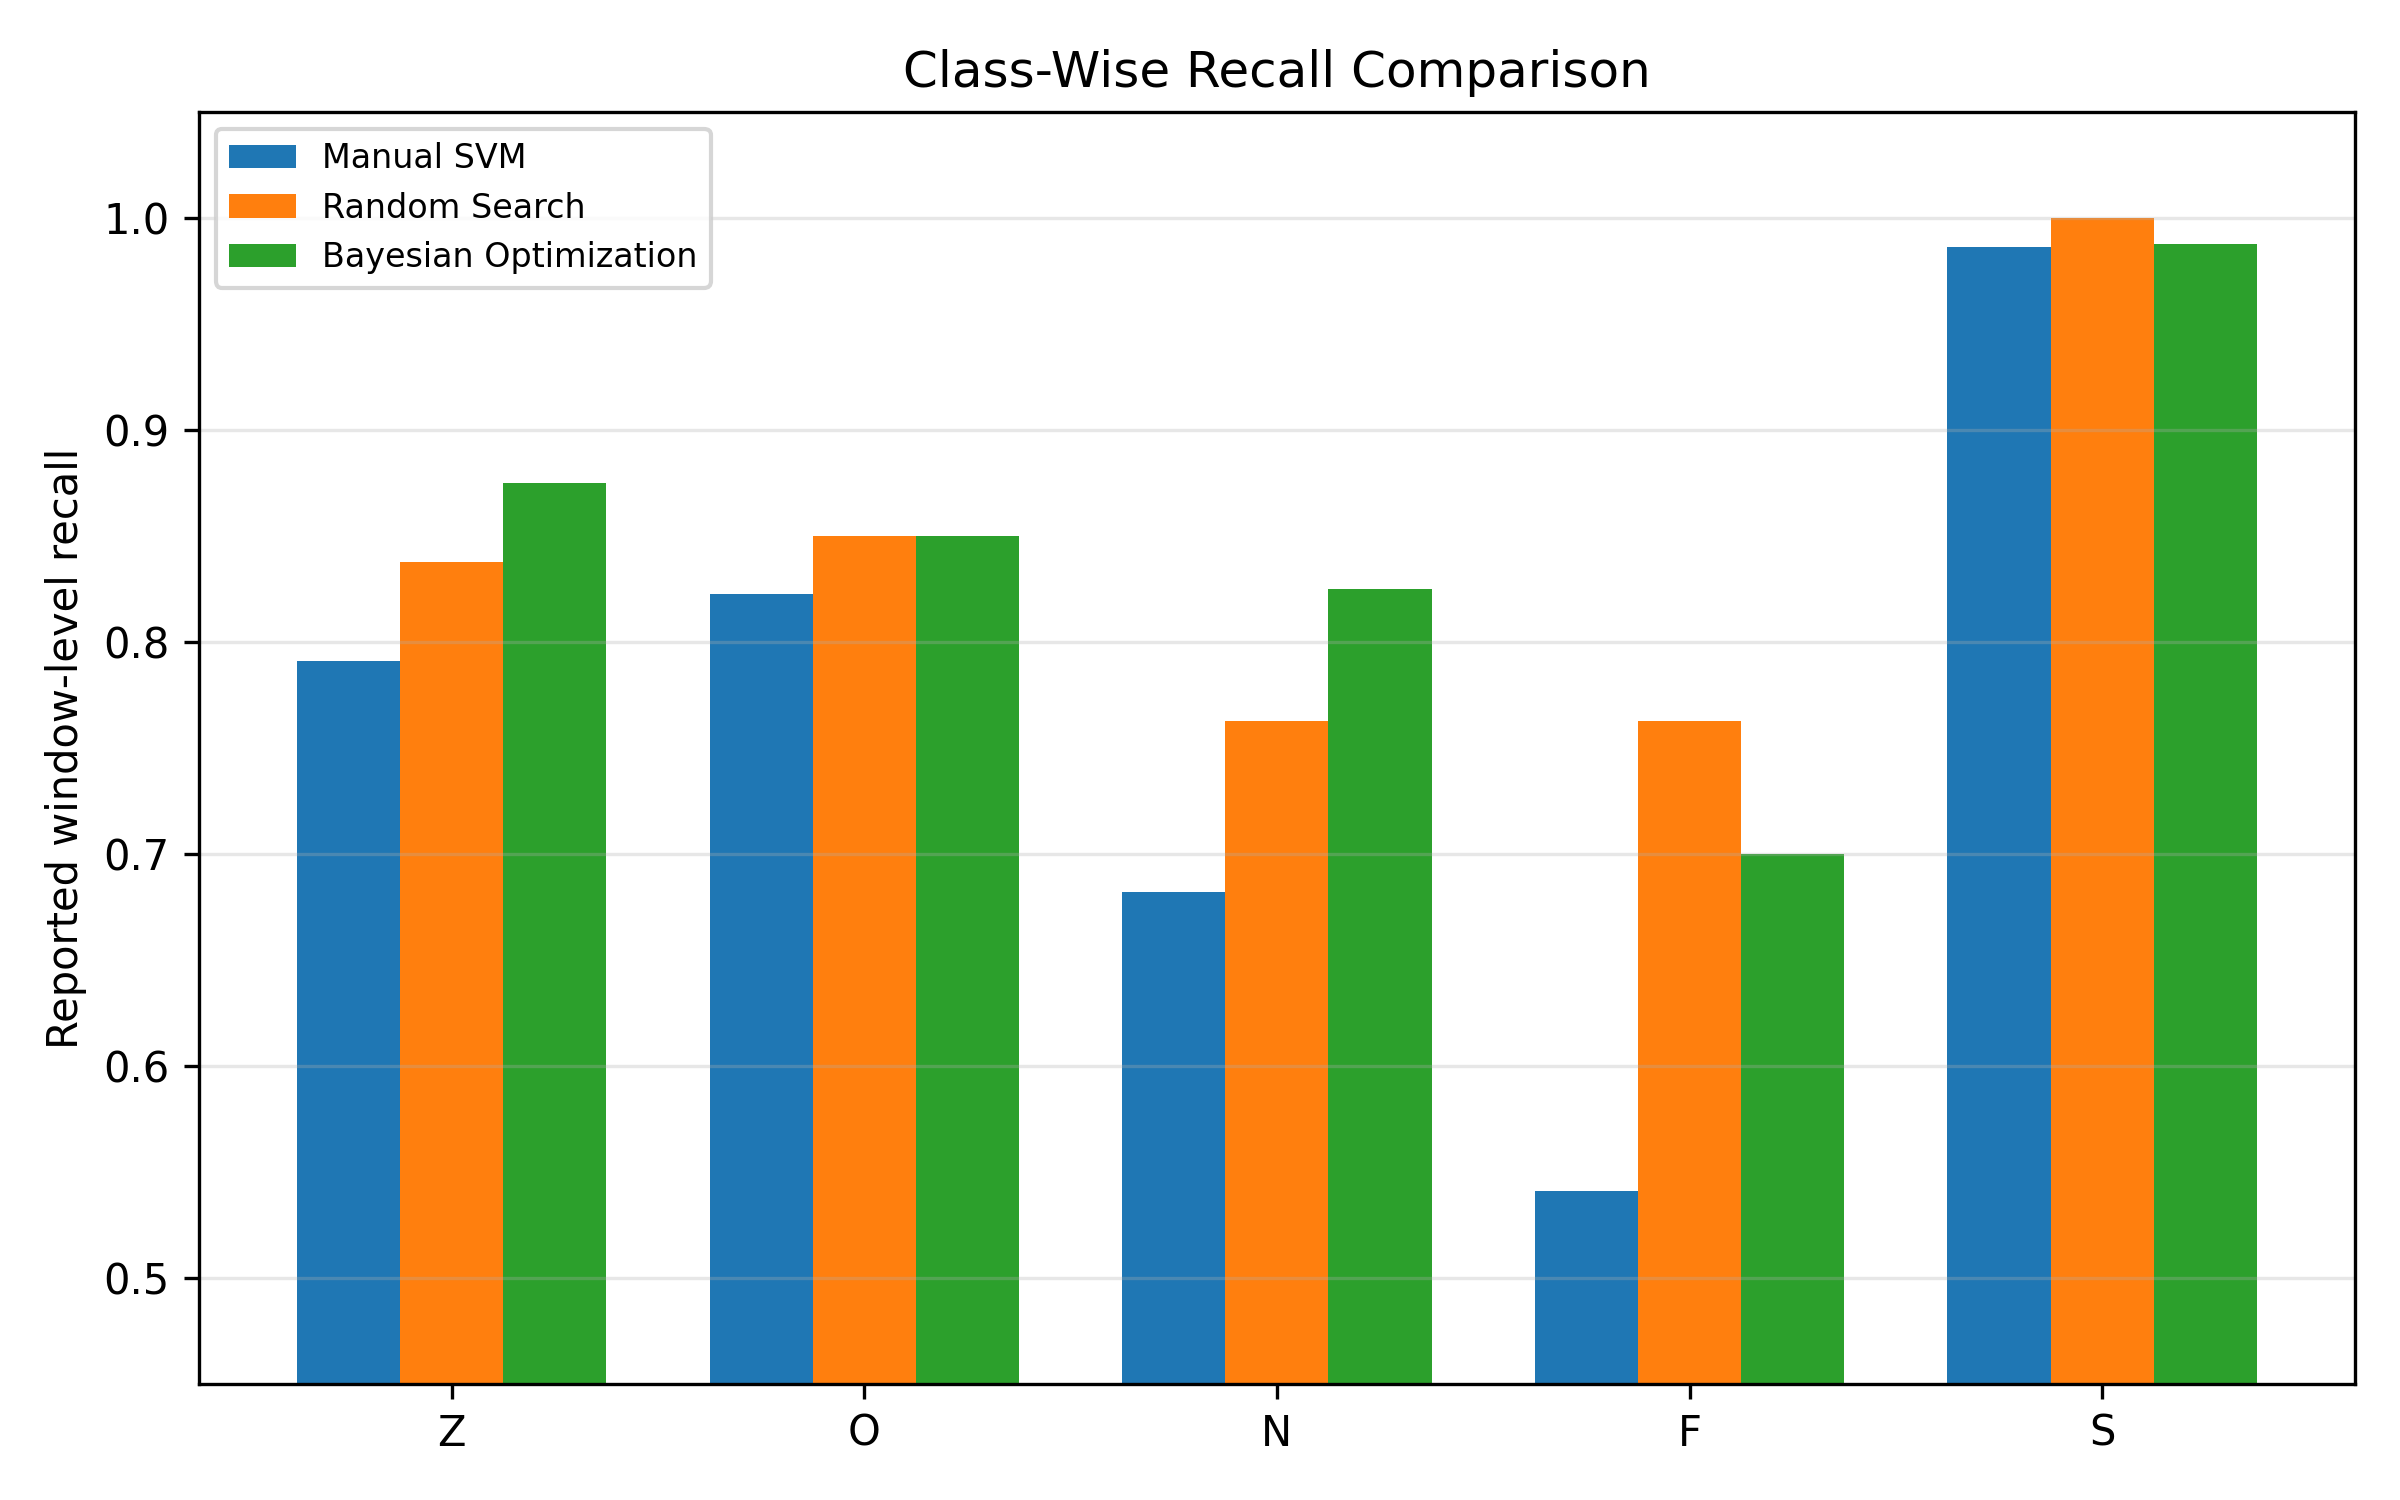 Class-Wise Recall Comparison
Manual SVM
Random Search
Bayesian Optimization
Reported window-level recall
1.0
0.9
0.8
0.7
0.6
0.5
Z O N F S